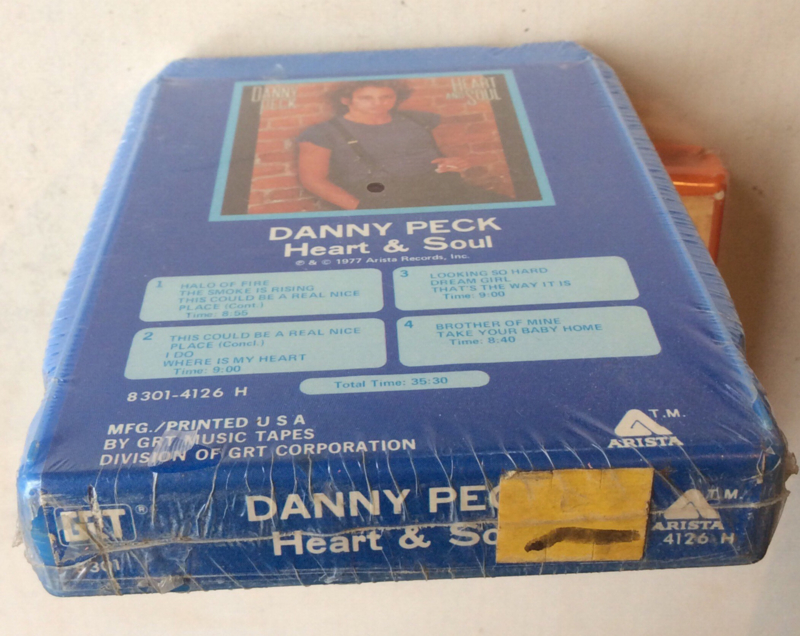 DANNY
PECK
HEART
AND
SOUL
DANNY PECK
Heart & Soul
℗ & © 1977 Arista Records, Inc.
1 HALO OF FIRE
THE SMOKE IS RISING
THIS COULD BE A REAL NICE
PLACE (Cont.)
Time: 8:55
2 THIS COULD BE A REAL NICE
PLACE (Concl.)
I DO
WHERE IS MY HEART
Time: 9:00
3 LOOKING SO HARD
DREAM GIRL
THAT'S THE WAY IT IS
Time: 9:00
4 BROTHER OF MINE
TAKE YOUR BABY HOME
Time: 8:40
Total Time: 35:30
8301-4126 H
MFG./PRINTED U S A
BY GRT MUSIC TAPES
DIVISION OF GRT CORPORATION
T.M.
ARISTA
GRT®
8301
DANNY PEC
Heart & So
T.M.
ARISTA
4126 H